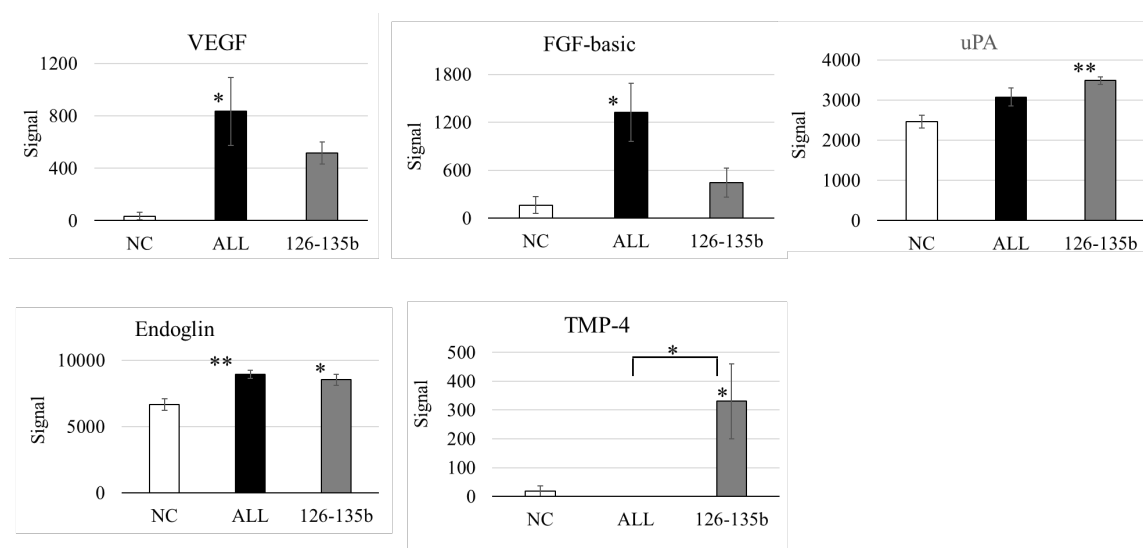 VEGF
Signal
1200
800
400
0
*
NC ALL 126-135b
FGF-basic
Signal
1800
1200
600
0
*
NC ALL 126-135b
uPA
Signal
4000
3000
2000
1000
0
**
NC ALL 126-135b
Endoglin
Signal
10000
5000
0
** *
NC ALL 126-135b
TMP-4
Signal
500
400
300
200
100
0
*
*
NC ALL 126-135b